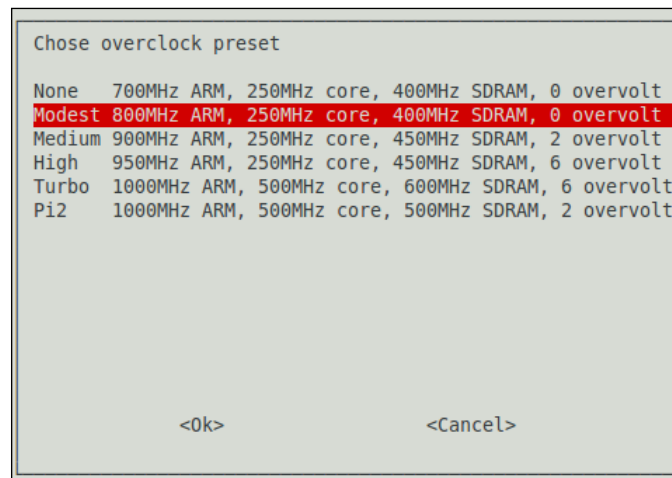 Chose overclock preset
None 700MHz ARM, 250MHz core, 400MHz SDRAM, 0 overvolt
Modest 800MHz ARM, 250MHz core, 400MHz SDRAM, 0 overvolt
Medium 900MHz ARM, 250MHz core, 450MHz SDRAM, 2 overvolt
High 950MHz ARM, 250MHz core, 450MHz SDRAM, 6 overvolt
Turbo 1000MHz ARM, 500MHz core, 600MHz SDRAM, 6 overvolt
Pi2 1000MHz ARM, 500MHz core, 500MHz SDRAM, 2 overvolt
<Ok> <Cancel>